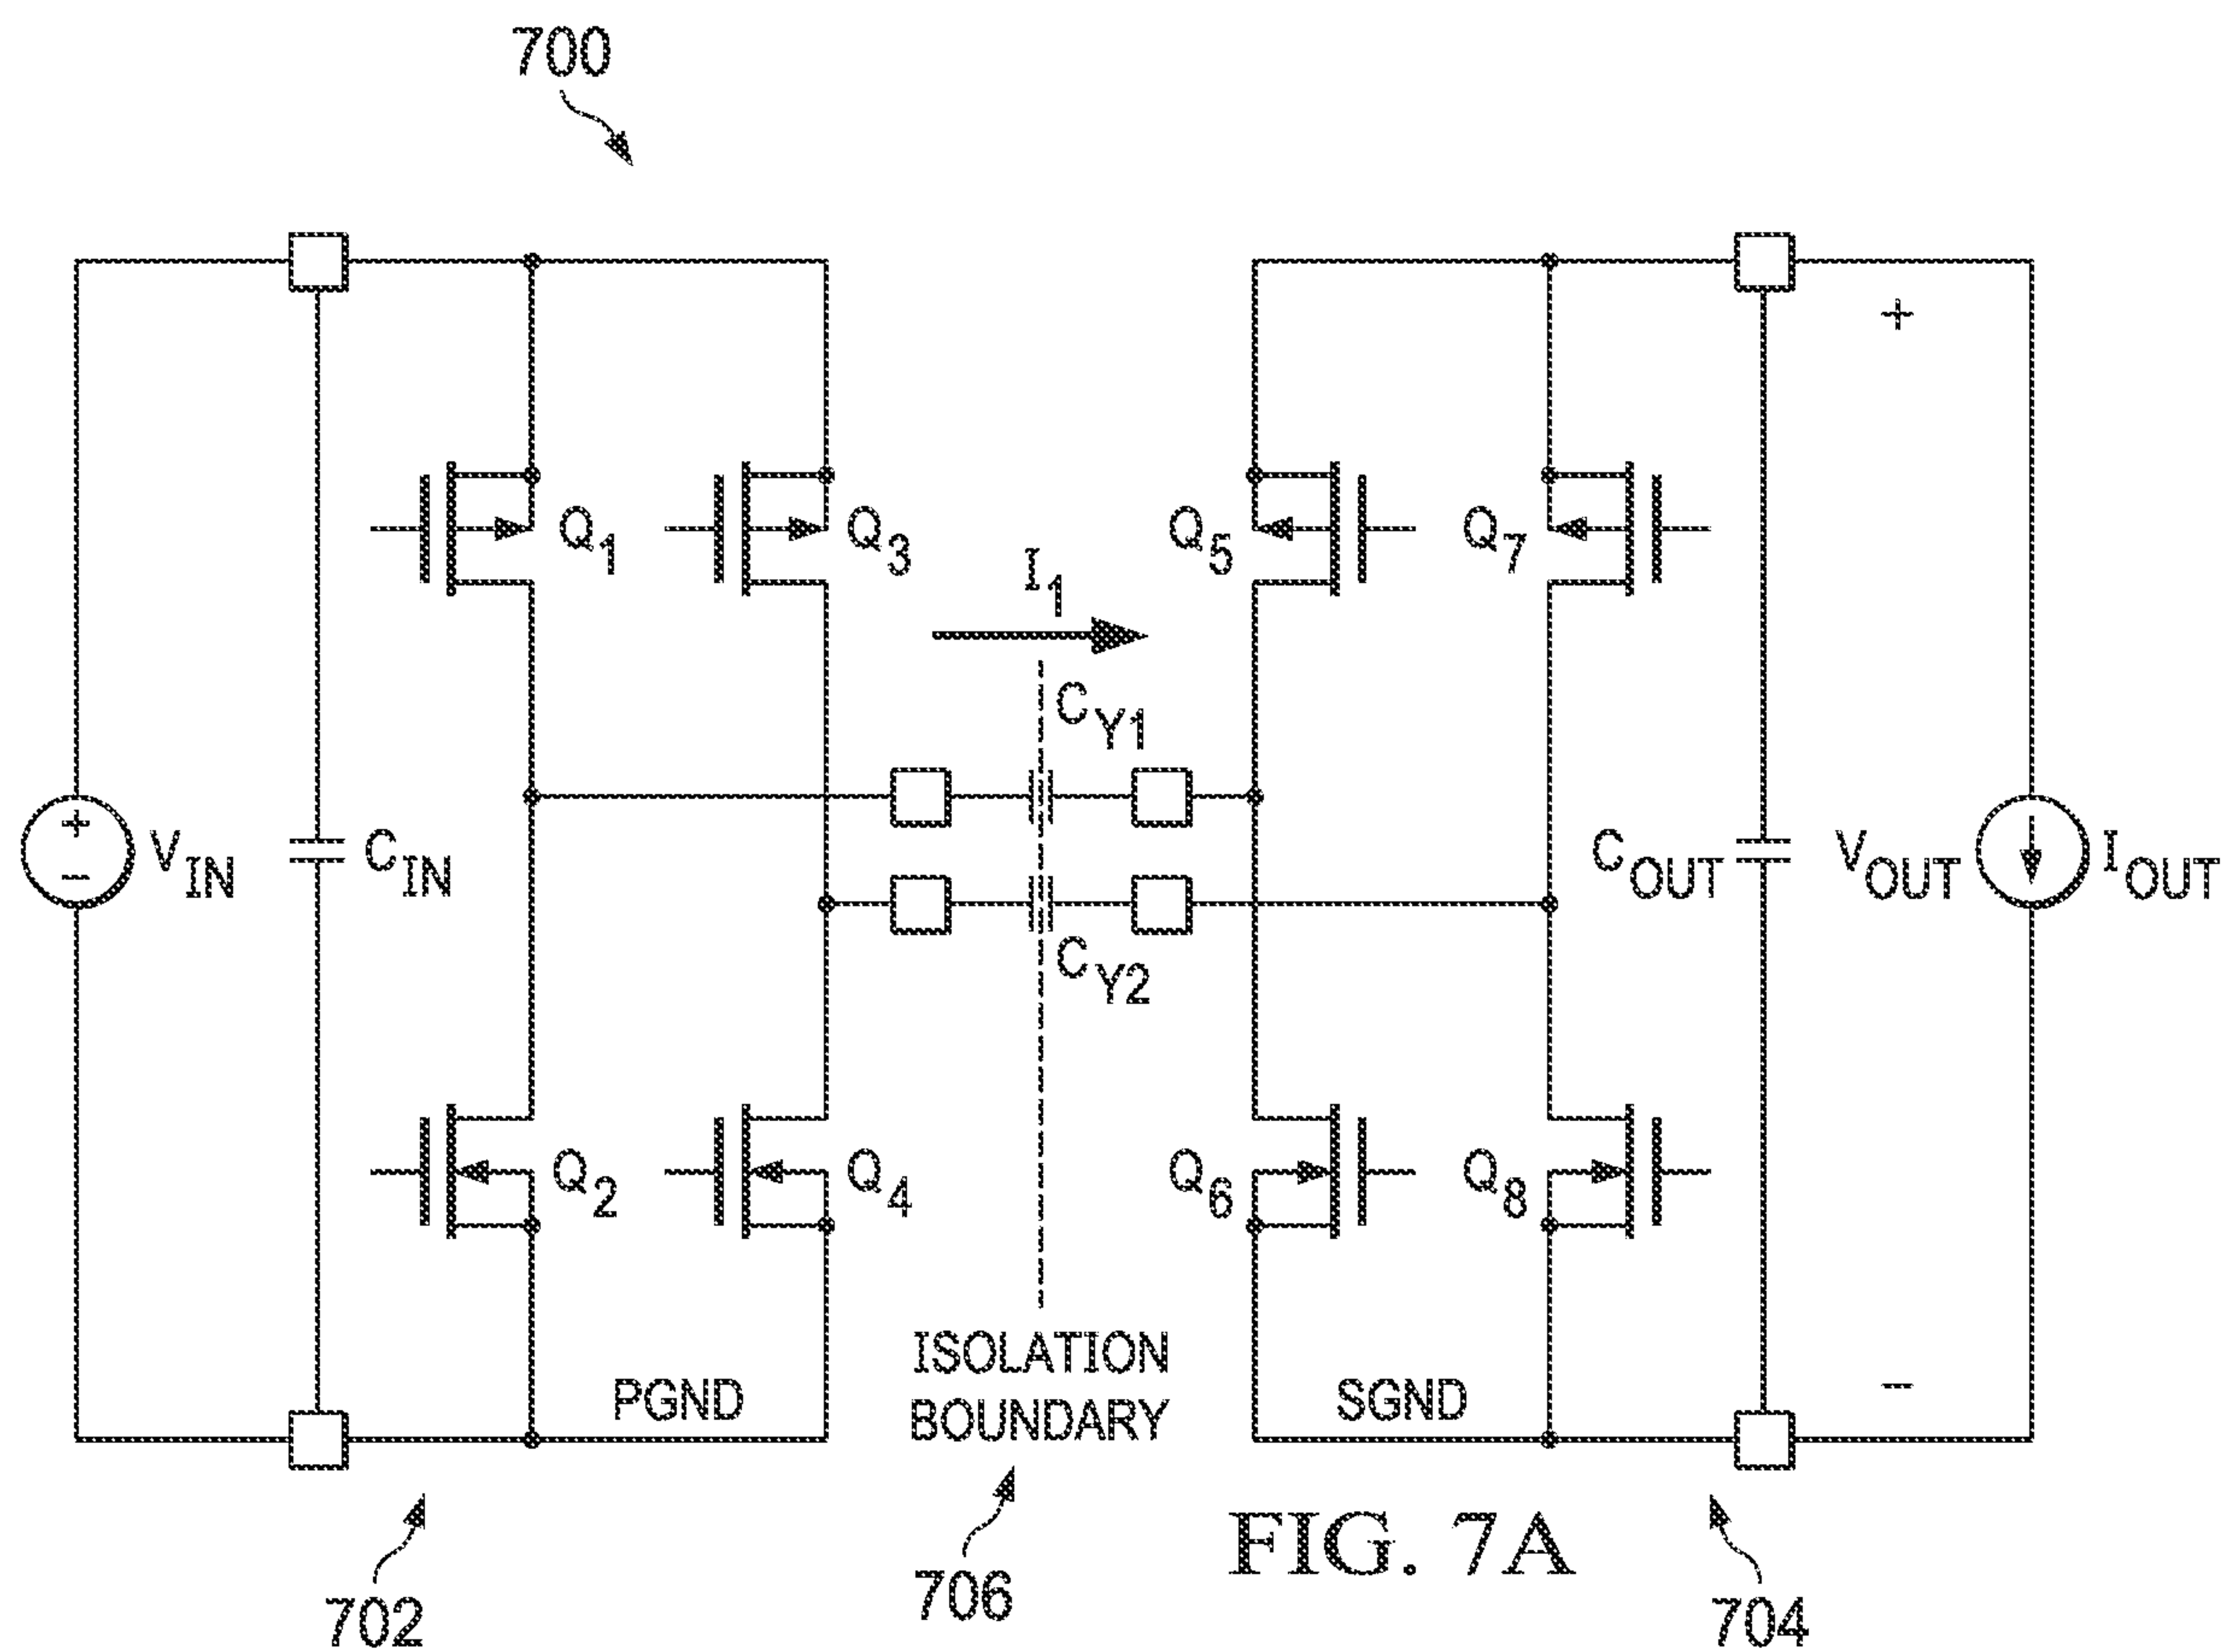 700
+
Q1
Q3
Q5
Q7
I1
CY1
+
−
VIN
CIN
COUT
VOUT
IOUT
CY2
Q2
Q4
Q6
Q8
ISOLATION
BOUNDARY
PGND
SGND
−
FIG. 7A
702
706
704